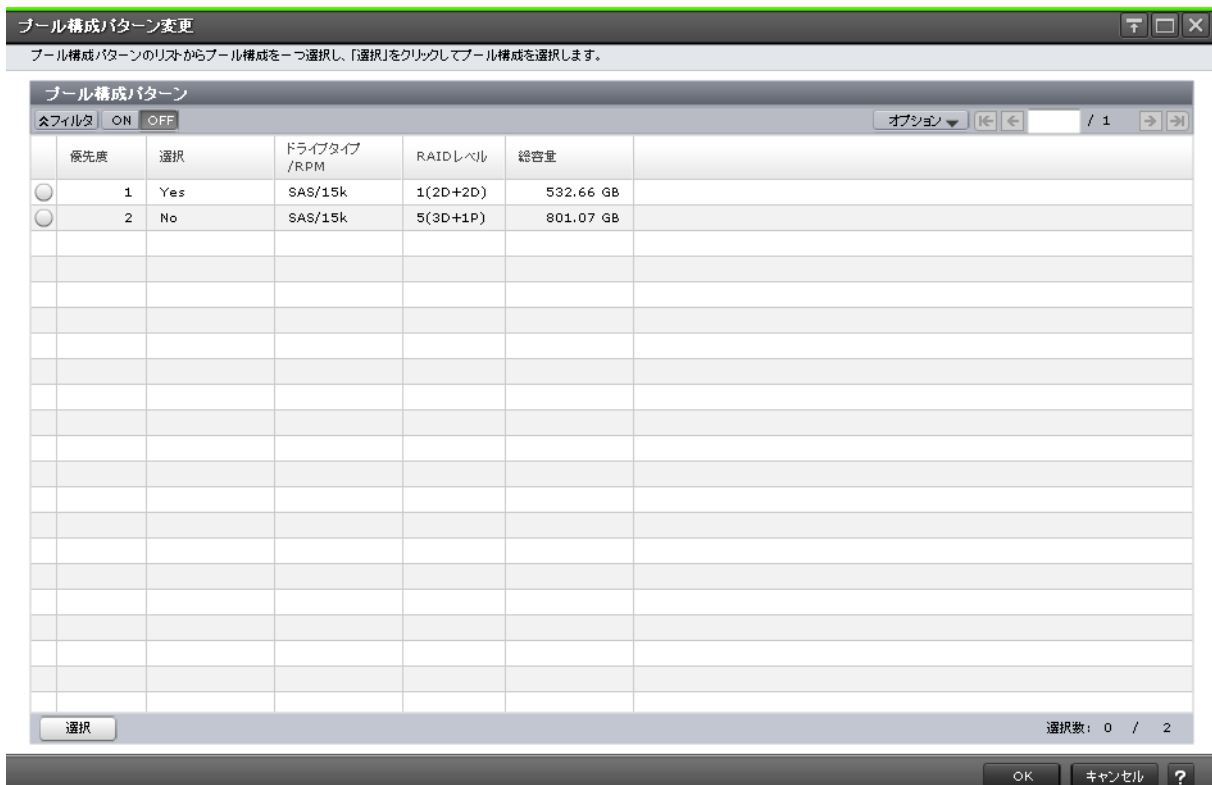 プール構成パターン変更
プール構成パターンのリストからプール構成を一つ選択し、「選択」をクリックしてプール構成を選択します。
プール構成パターン
フィルタ ON OFF オプション / 1
優先度 選択 ドライブタイプ/RPM RAIDレベル 総容量
1 Yes SAS/15k 1(2D+2D) 532.66 GB
2 No SAS/15k 5(3D+1P) 801.07 GB
選択 選択数: 0 / 2
OK キャンセル ?